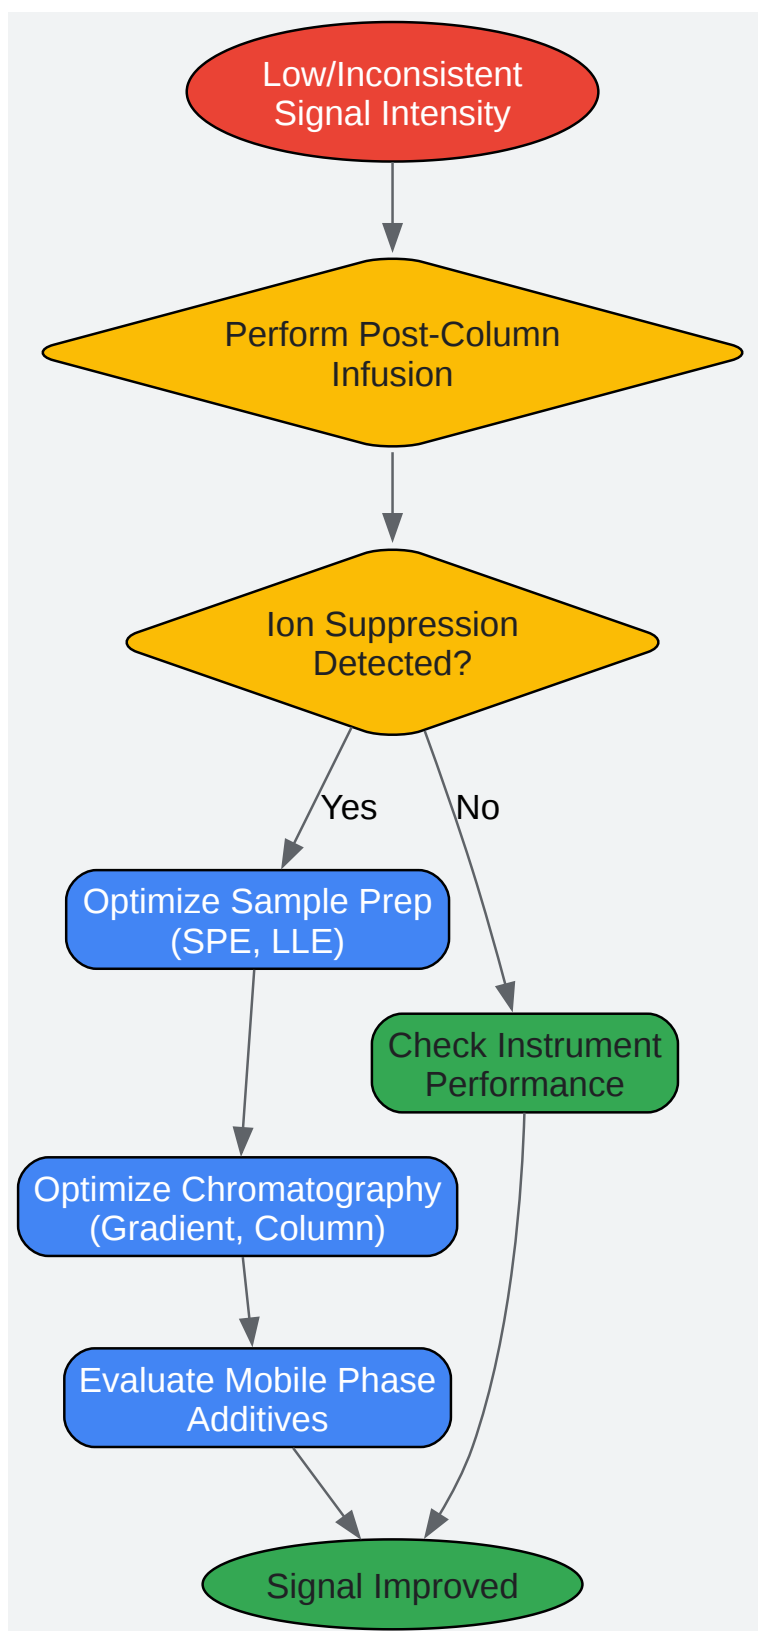 Low/Inconsistent
Signal Intensity
Perform Post-Column
Infusion
Ion Suppression
Detected?
Yes
No
Optimize Sample Prep
(SPE, LLE)
Check Instrument
Performance
Optimize Chromatography
(Gradient, Column)
Evaluate Mobile Phase
Additives
Signal Improved